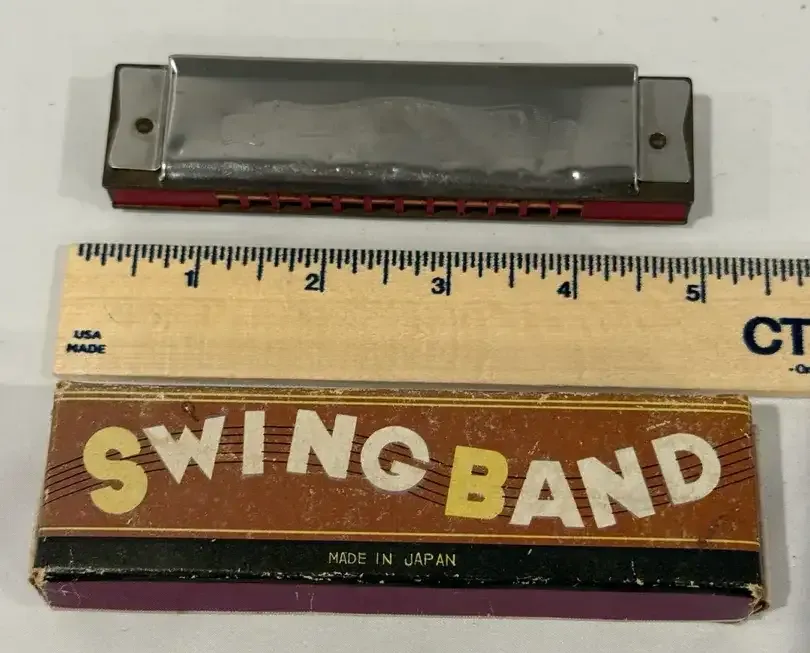 1 2 3 4 5
USA
MADE
CT
SWING BAND
MADE IN JAPAN